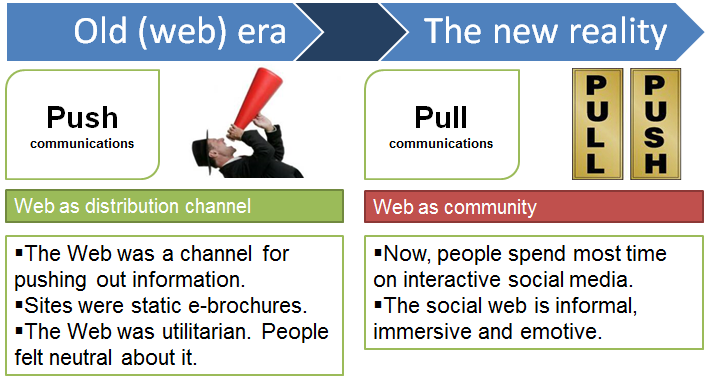 Old (web) era
The new reality
Push
communications
Pull
communications
PULL
PUSH
Web as distribution channel
Web as community
▪The Web was a channel for
pushing out information.
▪Sites were static e-brochures.
▪The Web was utilitarian. People
felt neutral about it.
▪Now, people spend most time
on interactive social media.
▪The social web is informal,
immersive and emotive.